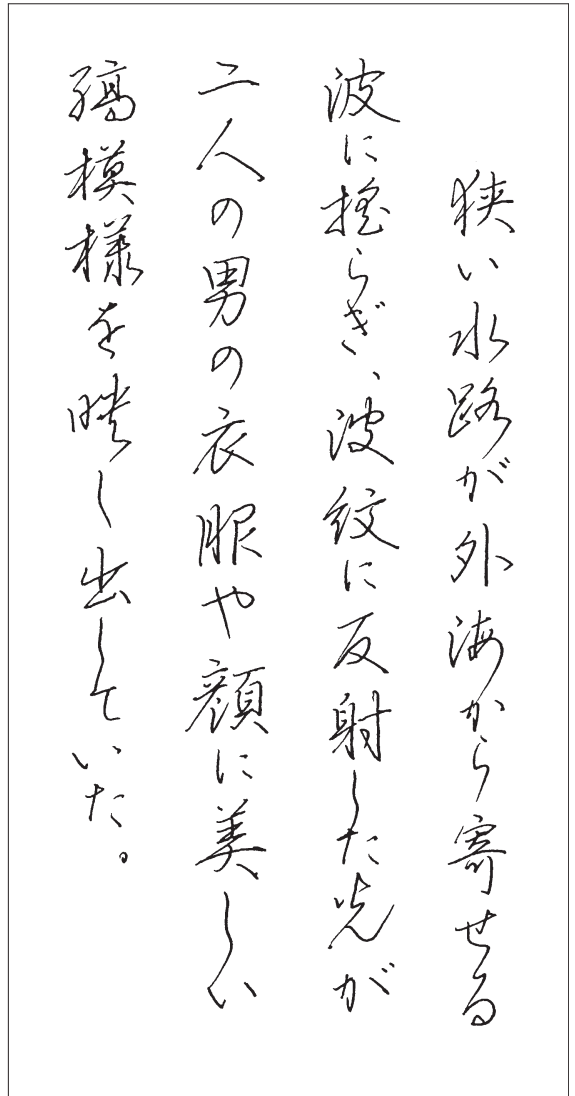 狭い水路が外海から寄せる
波に揺らぎ、波紋に反射した光が
二人の男の衣服や顔に美しい
縞模様を映し出していた。